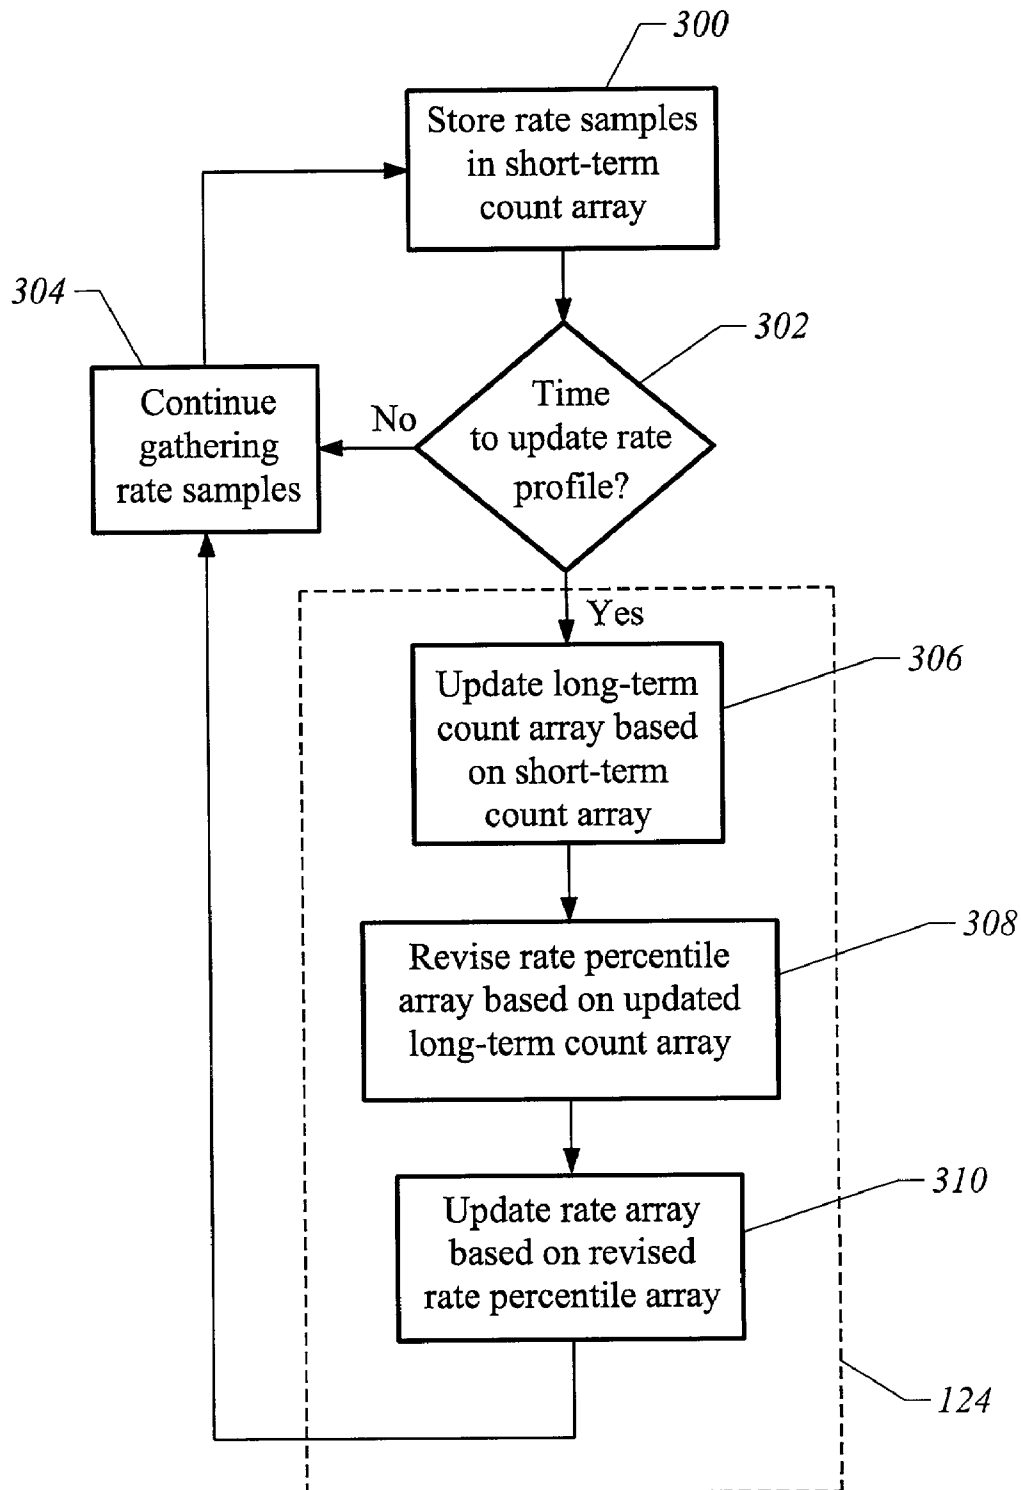 300
Store rate samples
in short-term
count array
304
302
Continue
gathering
rate samples
No
Time
to update rate
profile?
Yes
306
Update long-term
count array based
on short-term
count array
308
Revise rate percentile
array based on updated
long-term count array
310
Update rate array
based on revised
rate percentile array
124